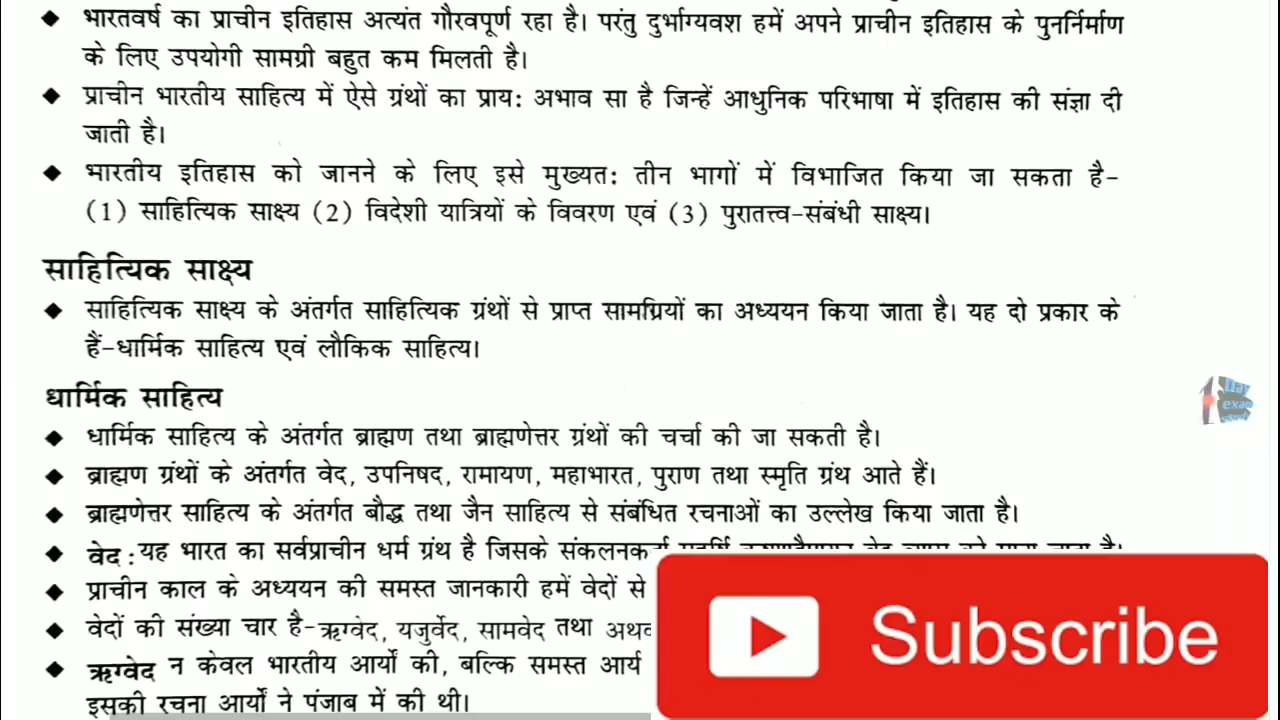 ◆ भारतवर्ष का प्राचीन इतिहास अत्यंत गौरवपूर्ण रहा है। परंतु दुर्भाग्यवश हमें अपने प्राचीन इतिहास के पुनर्निर्माण
के लिए उपयोगी सामग्री बहुत कम मिलती है।
◆ प्राचीन भारतीय साहित्य में ऐसे ग्रंथों का प्राय: अभाव सा है जिन्हें आधुनिक परिभाषा में इतिहास की संज्ञा दी
जाती है।
◆ भारतीय इतिहास को जानने के लिए इसे मुख्यत: तीन भागों में विभाजित किया जा सकता है-
(1) साहित्यिक साक्ष्य (2) विदेशी यात्रियों के विवरण एवं (3) पुरातत्त्व-संबंधी साक्ष्य।
साहित्यिक साक्ष्य
◆ साहित्यिक साक्ष्य के अंतर्गत साहित्यिक ग्रंथों से प्राप्त सामग्रियों का अध्ययन किया जाता है। यह दो प्रकार के
हैं-धार्मिक साहित्य एवं लौकिक साहित्य।
धार्मिक साहित्य
◆ धार्मिक साहित्य के अंतर्गत ब्राह्मण तथा ब्राह्मणेत्तर ग्रंथों की चर्चा की जा सकती है।
◆ ब्राह्मण ग्रंथों के अंतर्गत वेद, उपनिषद, रामायण, महाभारत, पुराण तथा स्मृति ग्रंथ आते हैं।
◆ ब्राह्मणेत्तर साहित्य के अंतर्गत बौद्ध तथा जैन साहित्य से संबंधित रचनाओं का उल्लेख किया जाता है।
◆ वेद : यह भारत का सर्वप्राचीन धर्म ग्रंथ है जिसके
◆ प्राचीन काल के अध्ययन की समस्त जानकारी हमें वेदों से
◆ वेदों की संख्या चार है-ऋग्वेद, यजुर्वेद, सामवेद तथा
◆ ऋग्वेद न केवल भारतीय आर्यों की, बल्कि समस्त आर्य
इसकी रचना आर्यों ने पंजाब में की थी।
Subscribe
1 Day
exam